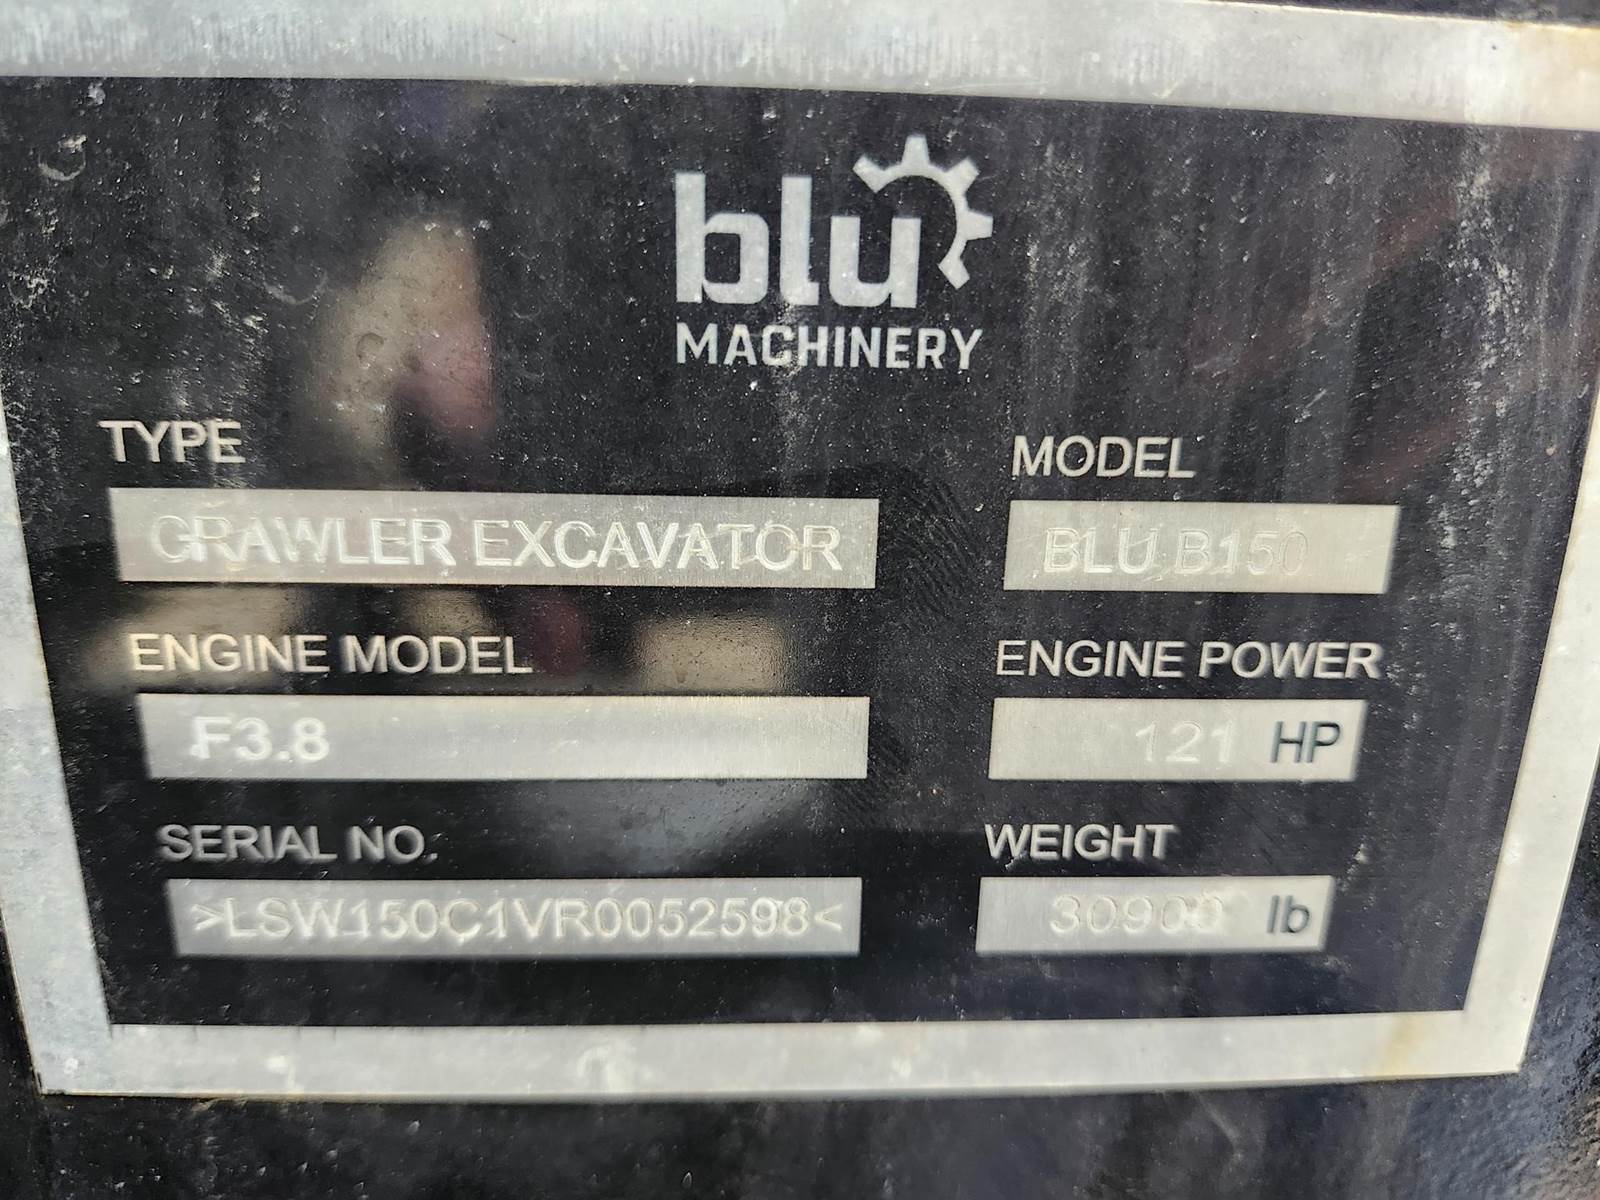 blu
MACHINERY
TYPE
CRAWLER EXCAVATOR
MODEL
BLU B150
ENGINE MODEL
F3.8
ENGINE POWER
121 HP
SERIAL NO.
>LSW150C1VR0052598<
WEIGHT
30900 lb